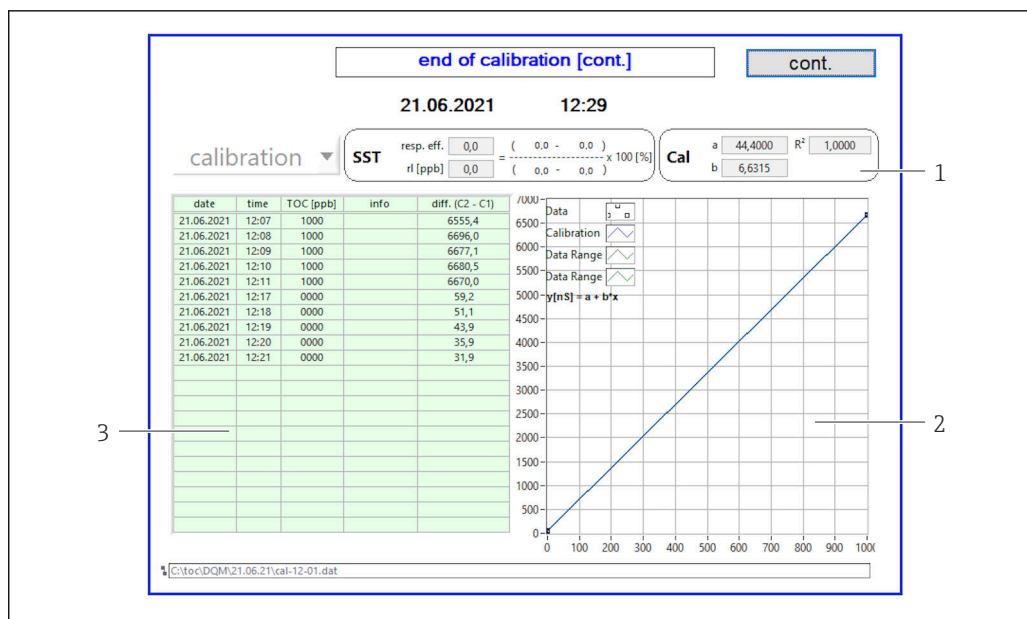 end of calibration [cont.]
cont.
21.06.2021 12:29
calibration
SST
resp. eff. 0,0 = ( 0,0 - 0,0 ) x 100 [%]
rl [ppb] 0,0 ( 0,0 - 0,0 )
Cal
a 44,4000 R² 1,0000
b 6,6315
1
date time TOC [ppb] info diff. (C2 - C1)
21.06.2021 12:07 1000 6555,4
21.06.2021 12:08 1000 6696,0
21.06.2021 12:09 1000 6677,1
21.06.2021 12:10 1000 6680,5
21.06.2021 12:11 1000 6670,0
21.06.2021 12:17 0000 59,2
21.06.2021 12:18 0000 51,1
21.06.2021 12:19 0000 43,9
21.06.2021 12:20 0000 35,9
21.06.2021 12:21 0000 31,9
3
Data
Calibration
Data Range
Data Range
y[nS] = a + b*x
7000
6500
6000
5500
5000
4500
4000
3500
3000
2500
2000
1500
1000
500
0
0 100 200 300 400 500 600 700 800 900 1000
2
C:\toc\DQM\21.06.21\cal-12-01.dat